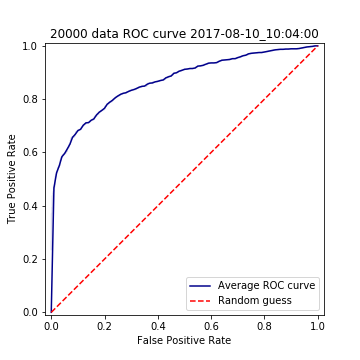 20000 data ROC curve 2017-08-10_10:04:00
1.0
0.8
0.6
0.4
0.2
0.0
True Positive Rate
Average ROC curve
Random guess
0.0 0.2 0.4 0.6 0.8 1.0
False Positive Rate